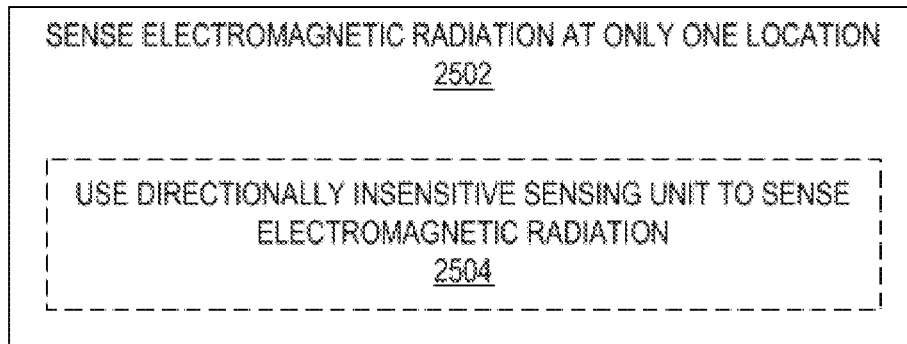 SENSE ELECTROMAGNETIC RADIATION AT ONLY ONE LOCATION
2502
USE DIRECTIONALLY INSENSITIVE SENSING UNIT TO SENSE
ELECTROMAGNETIC RADIATION
2504